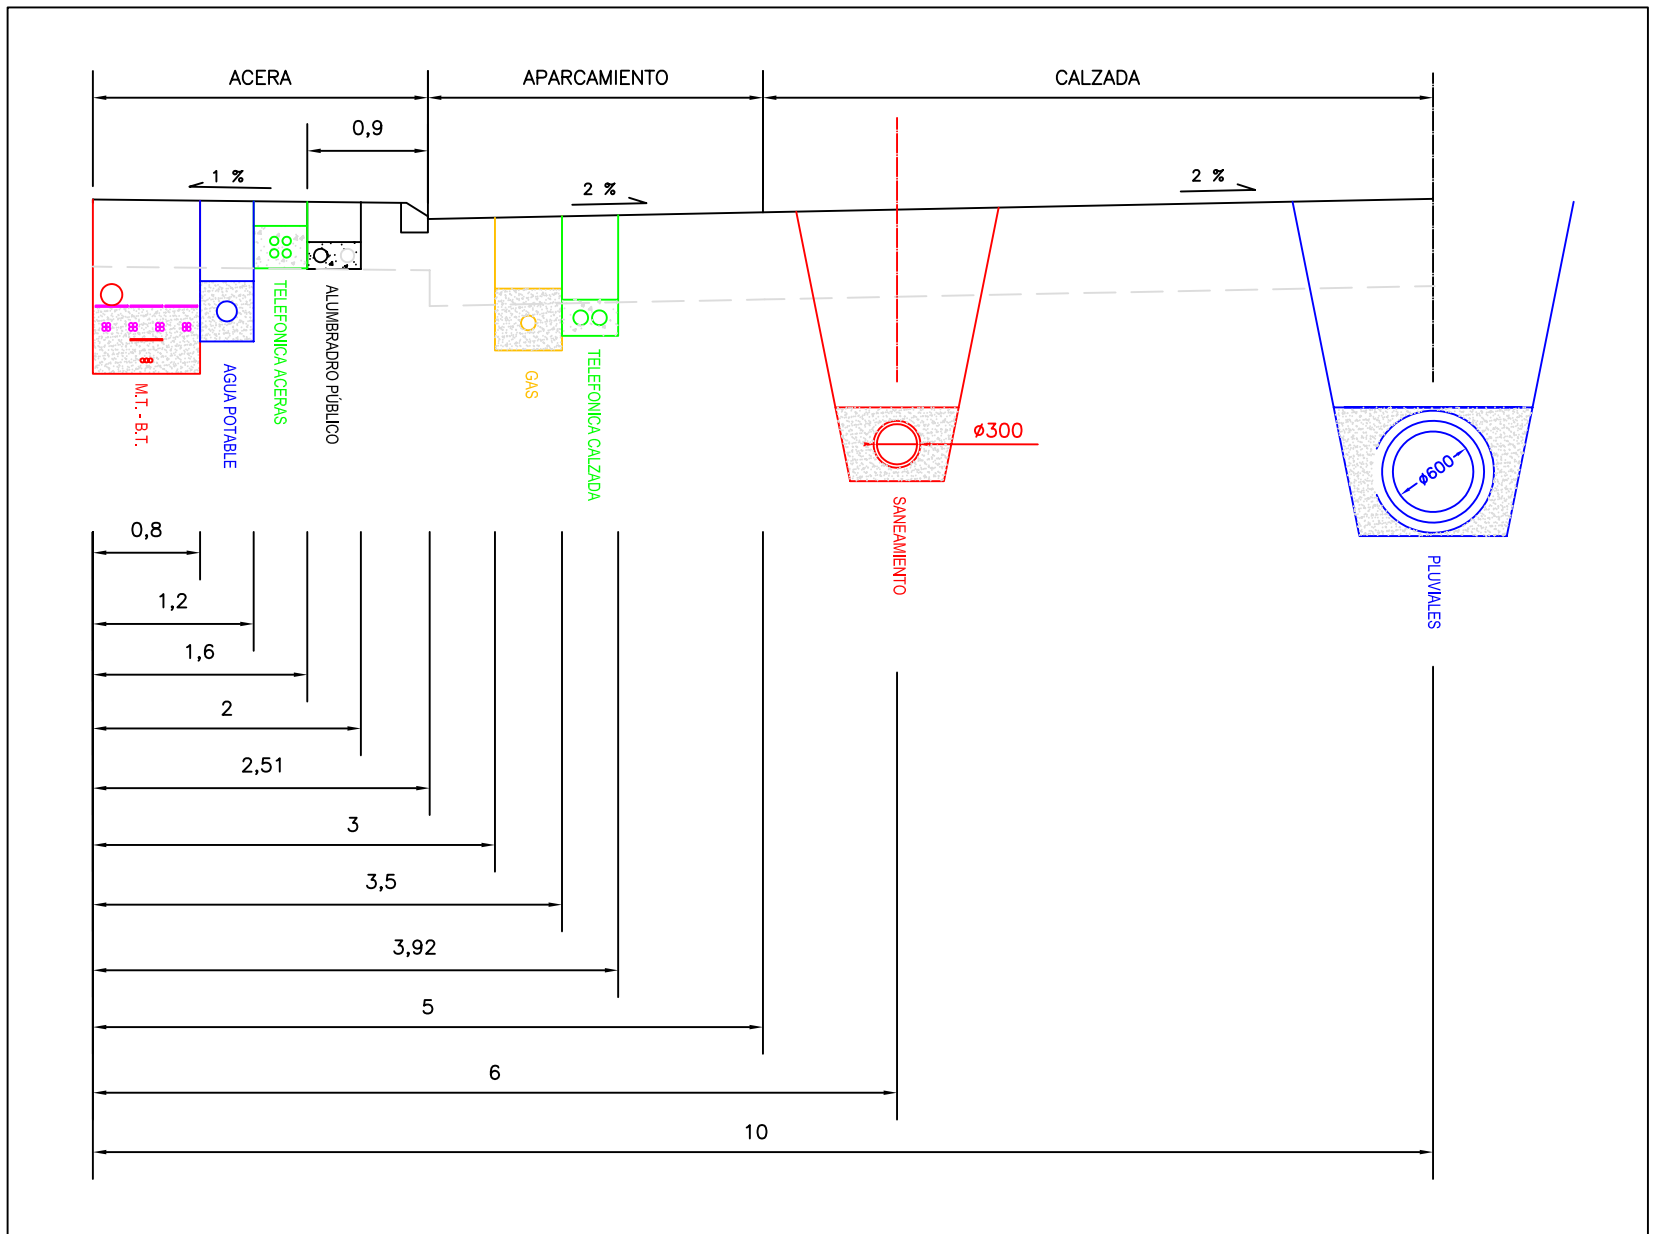 ACERA
APARCAMIENTO
CALZADA
0,9
1 %
2 %
2 %
M.T.- B.T.
AGUA POTABLE
TELEFONICA ACERAS
ALUMBRADRO PÚBLICO
GAS
TELEFONICA CALZADA
ø300
SANEAMIENTO
ø600
PLUVIALES
0,8
1,2
1,6
2
2,51
3
3,5
3,92
5
6
10